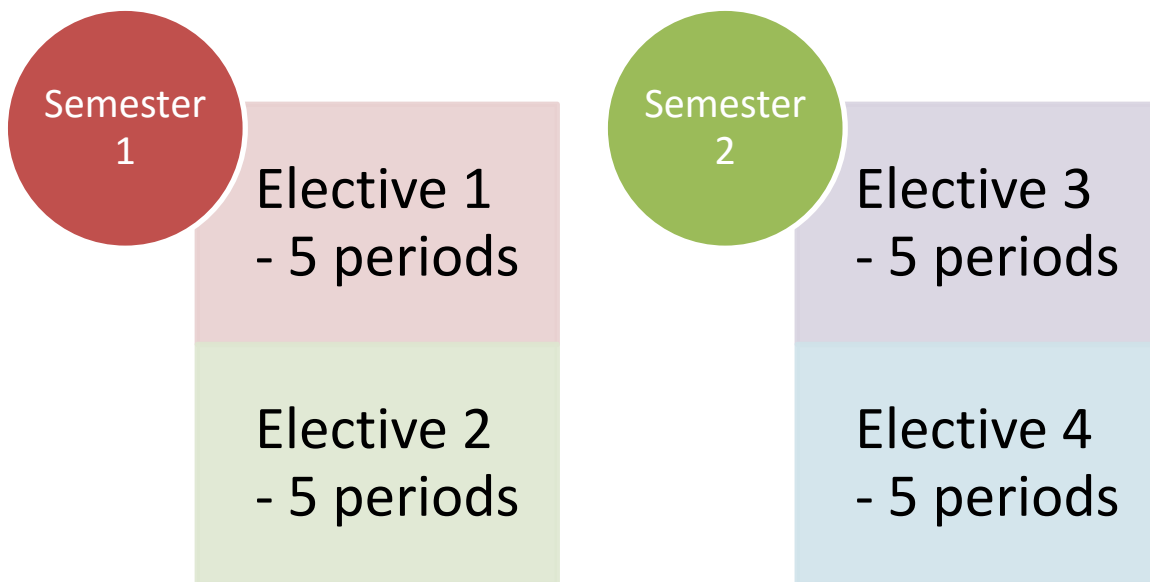 Semester
1
Elective 1
- 5 periods
Elective 2
- 5 periods
Semester
2
Elective 3
- 5 periods
Elective 4
- 5 periods